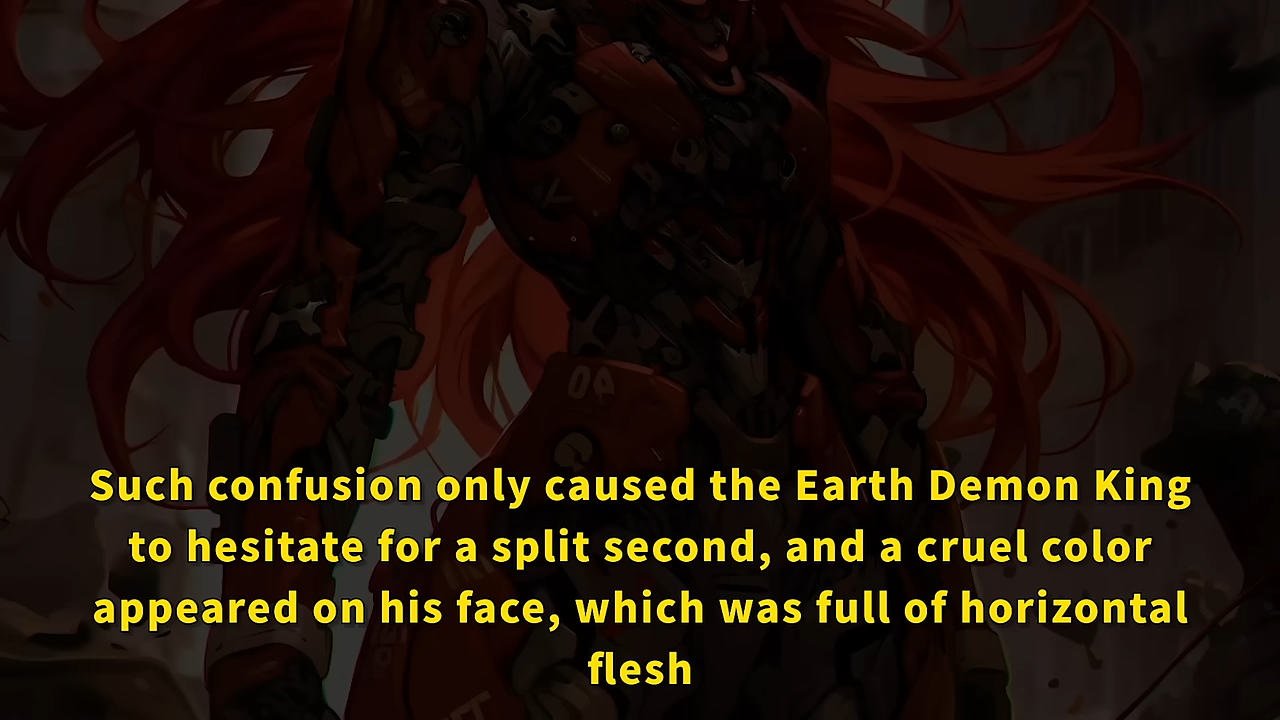 04
Such confusion only caused the Earth Demon King
to hesitate for a split second, and a cruel color
appeared on his face, which was full of horizontal
flesh